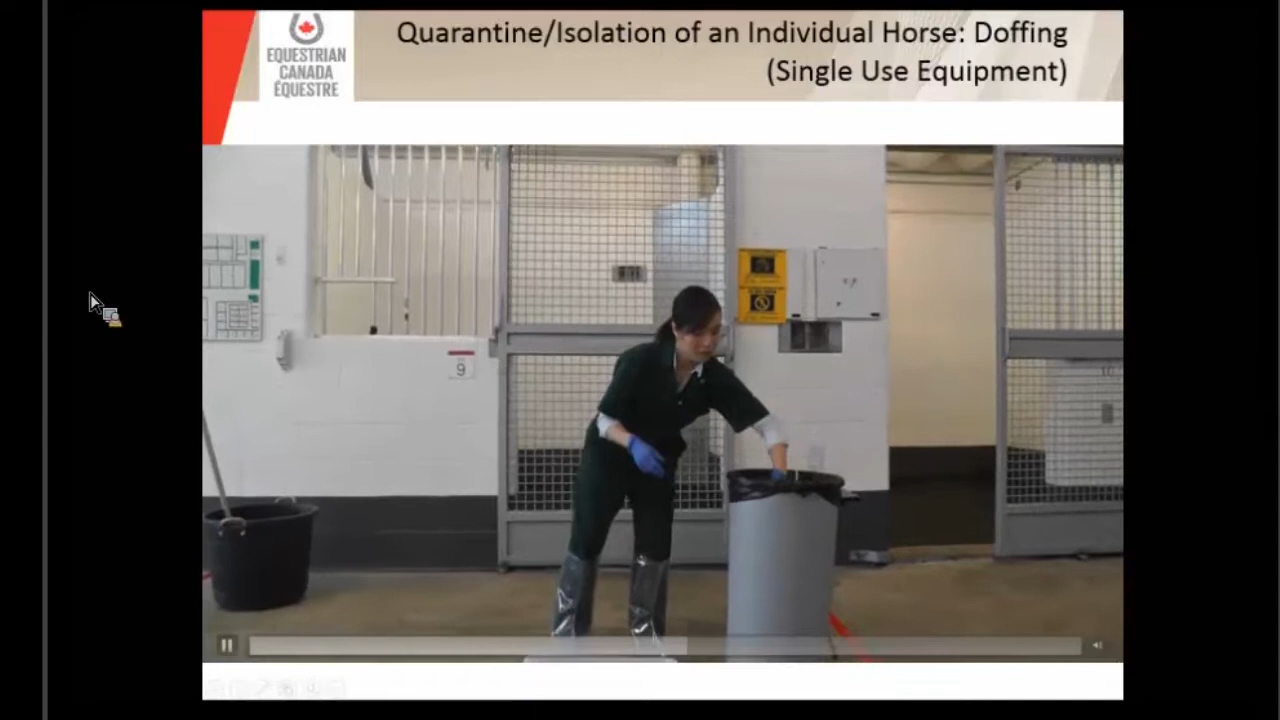 EQUESTRIAN
CANADA
ÉQUESTRE
Quarantine/Isolation of an Individual Horse: Doffing
(Single Use Equipment)
9